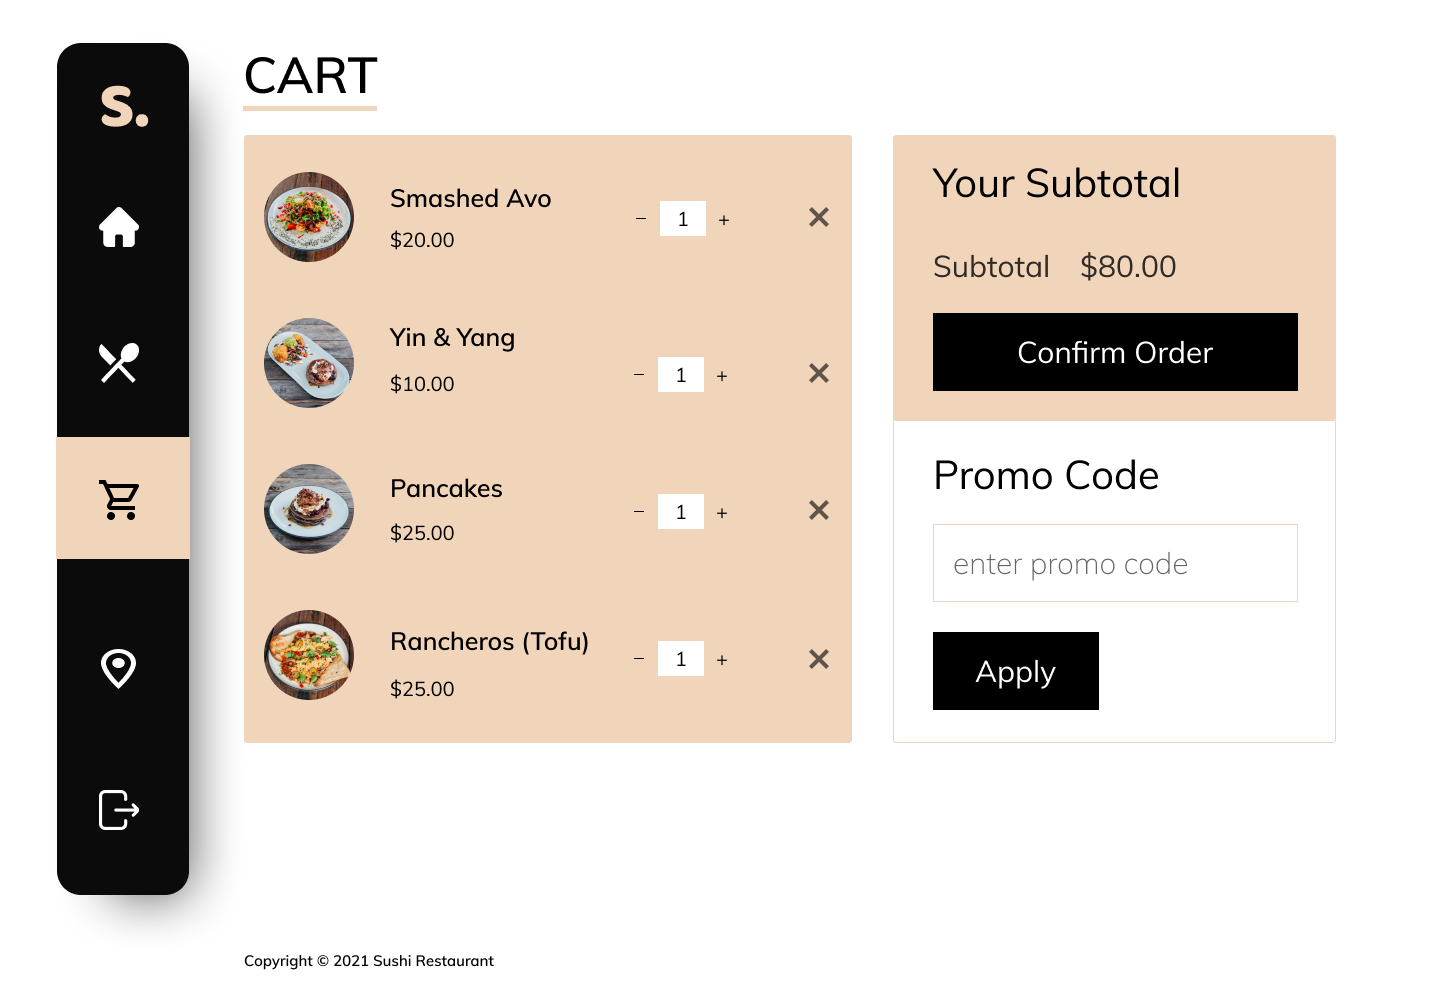 S.
CART
Smashed Avo
$20.00
− 1 +
Yin & Yang
$10.00
− 1 +
Pancakes
$25.00
− 1 +
Rancheros (Tofu)
$25.00
− 1 +
Your Subtotal
Subtotal $80.00
Confirm Order
Promo Code
enter promo code
Apply
Copyright © 2021 Sushi Restaurant